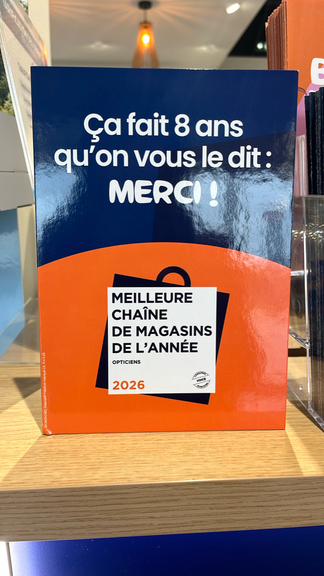 Ça fait 8 ans
qu'on vous le dit :
MERCI !
MEILLEURE
CHAÎNE
DE MAGASINS
DE L'ANNÉE
OPTICIENS
2026